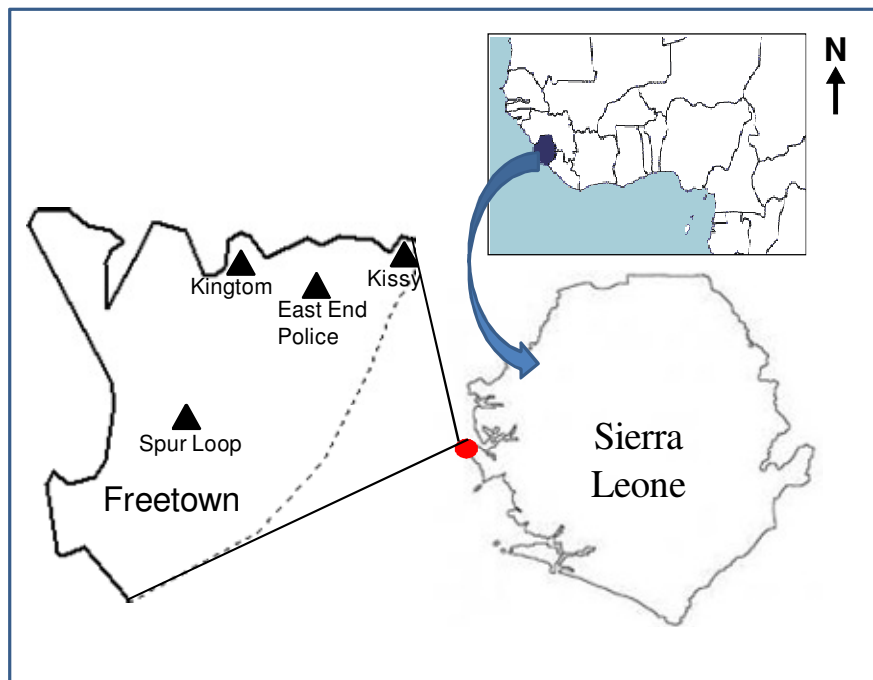 N
Kingtom
Kissy
East End
Police
Spur Loop
Freetown
Sierra
Leone